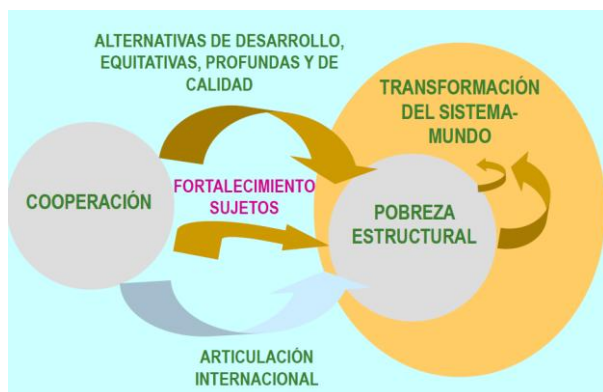 ALTERNATIVAS DE DESARROLLO,
EQUITATIVAS, PROFUNDAS Y DE
CALIDAD
TRANSFORMACIÓN
DEL SISTEMA-
MUNDO
COOPERACIÓN
FORTALECIMIENTO
SUJETOS
POBREZA
ESTRUCTURAL
ARTICULACIÓN
INTERNACIONAL